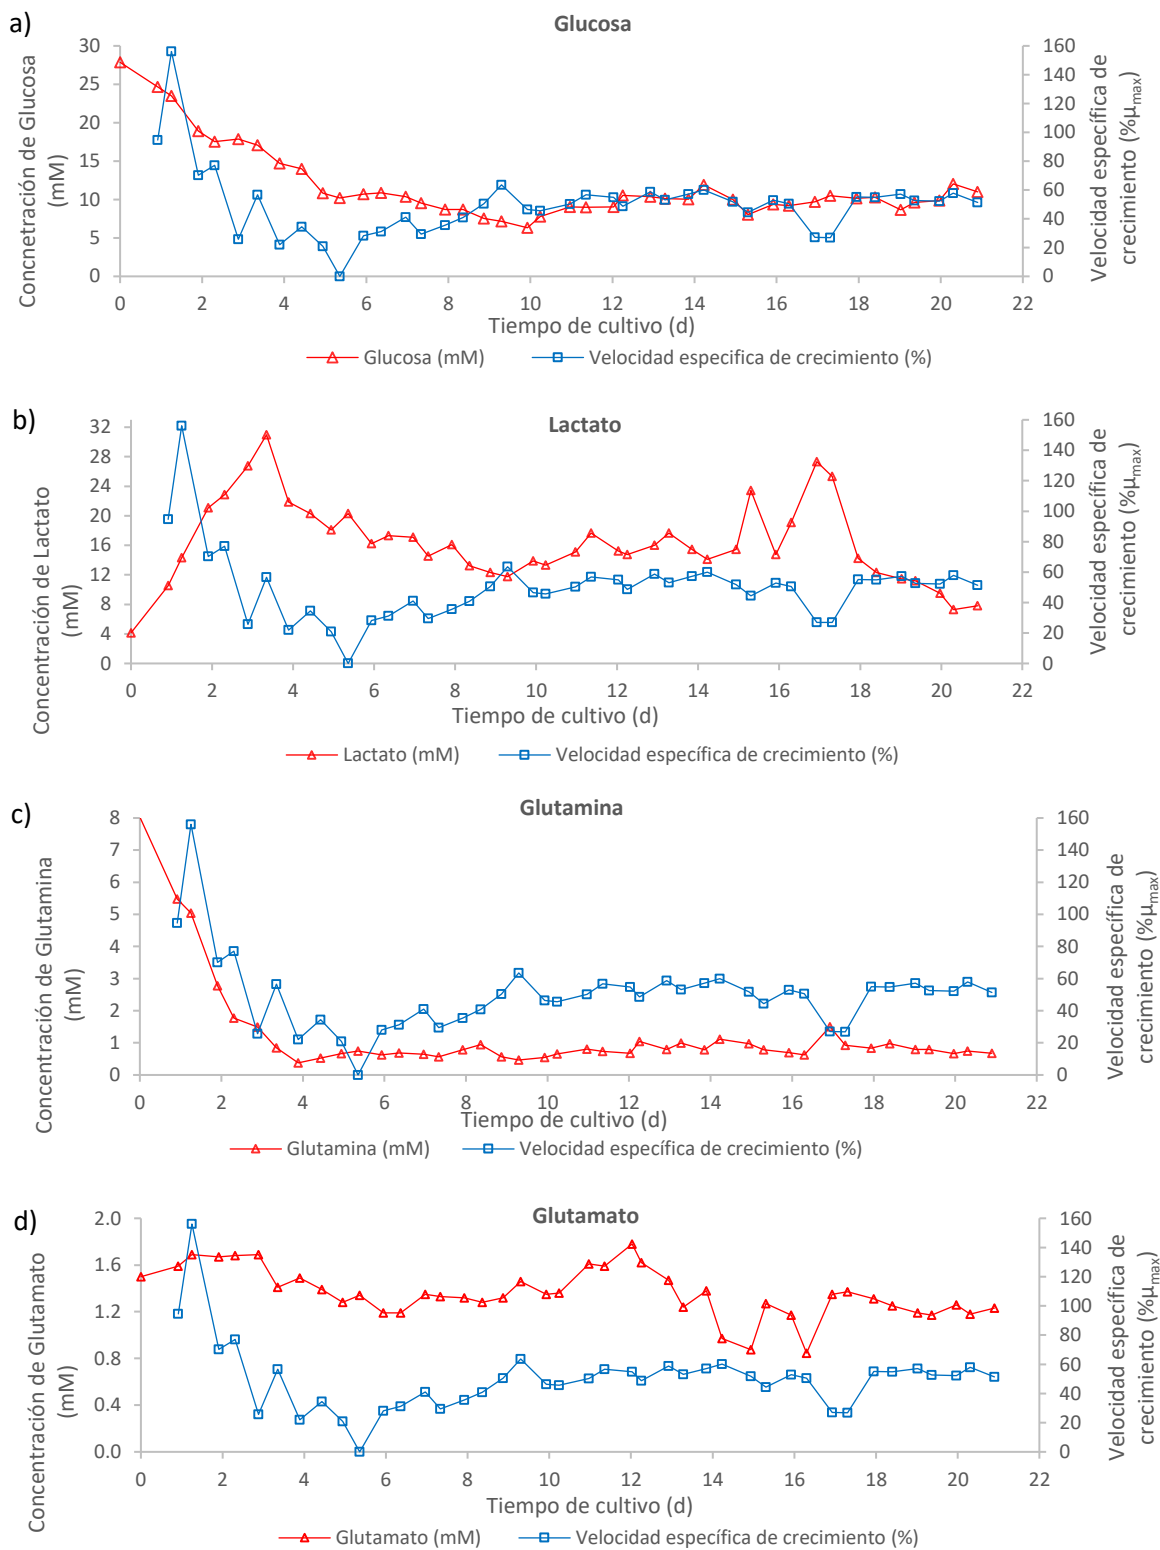 a)
Glucosa
Concnetración de Glucosa
(mM)
30
25
20
15
10
5
0
160
140
120
100
80
60
40
20
0
Velocidad específica de
crecimiento (%μmax)
0 2 4 6 8 10 12 14 16 18 20 22
Tiempo de cultivo (d)
Glucosa (mM) Velocidad especifica de crecimiento (%)
b)
Lactato
Concentración de Lactato
(mM)
32
28
24
20
16
12
8
4
0
160
140
120
100
80
60
40
20
0
Velocidad específica de
crecimiento (%μmax)
0 2 4 6 8 10 12 14 16 18 20 22
Tiempo de cultivo (d)
Lactato (mM) Velocidad específica de crecimiento (%)
c)
Glutamina
Concentración de Glutamina
(mM)
8
7
6
5
4
3
2
1
0
160
140
120
100
80
60
40
20
0
Velocidad específica de
crecimiento (%μmax)
0 2 4 6 8 10 12 14 16 18 20 22
Tiempo de cultivo (d)
Glutamina (mM) Velocidad específica de crecimiento (%)
d)
Glutamato
Concentración de Glutamato
(mM)
2.0
1.6
1.2
0.8
0.4
0.0
160
140
120
100
80
60
40
20
0
Velocidad específica de
crecimiento (%μmax)
0 2 4 6 8 10 12 14 16 18 20 22
Tiempo de cultivo (d)
Glutamato (mM) Velocidad específica de crecimiento (%)